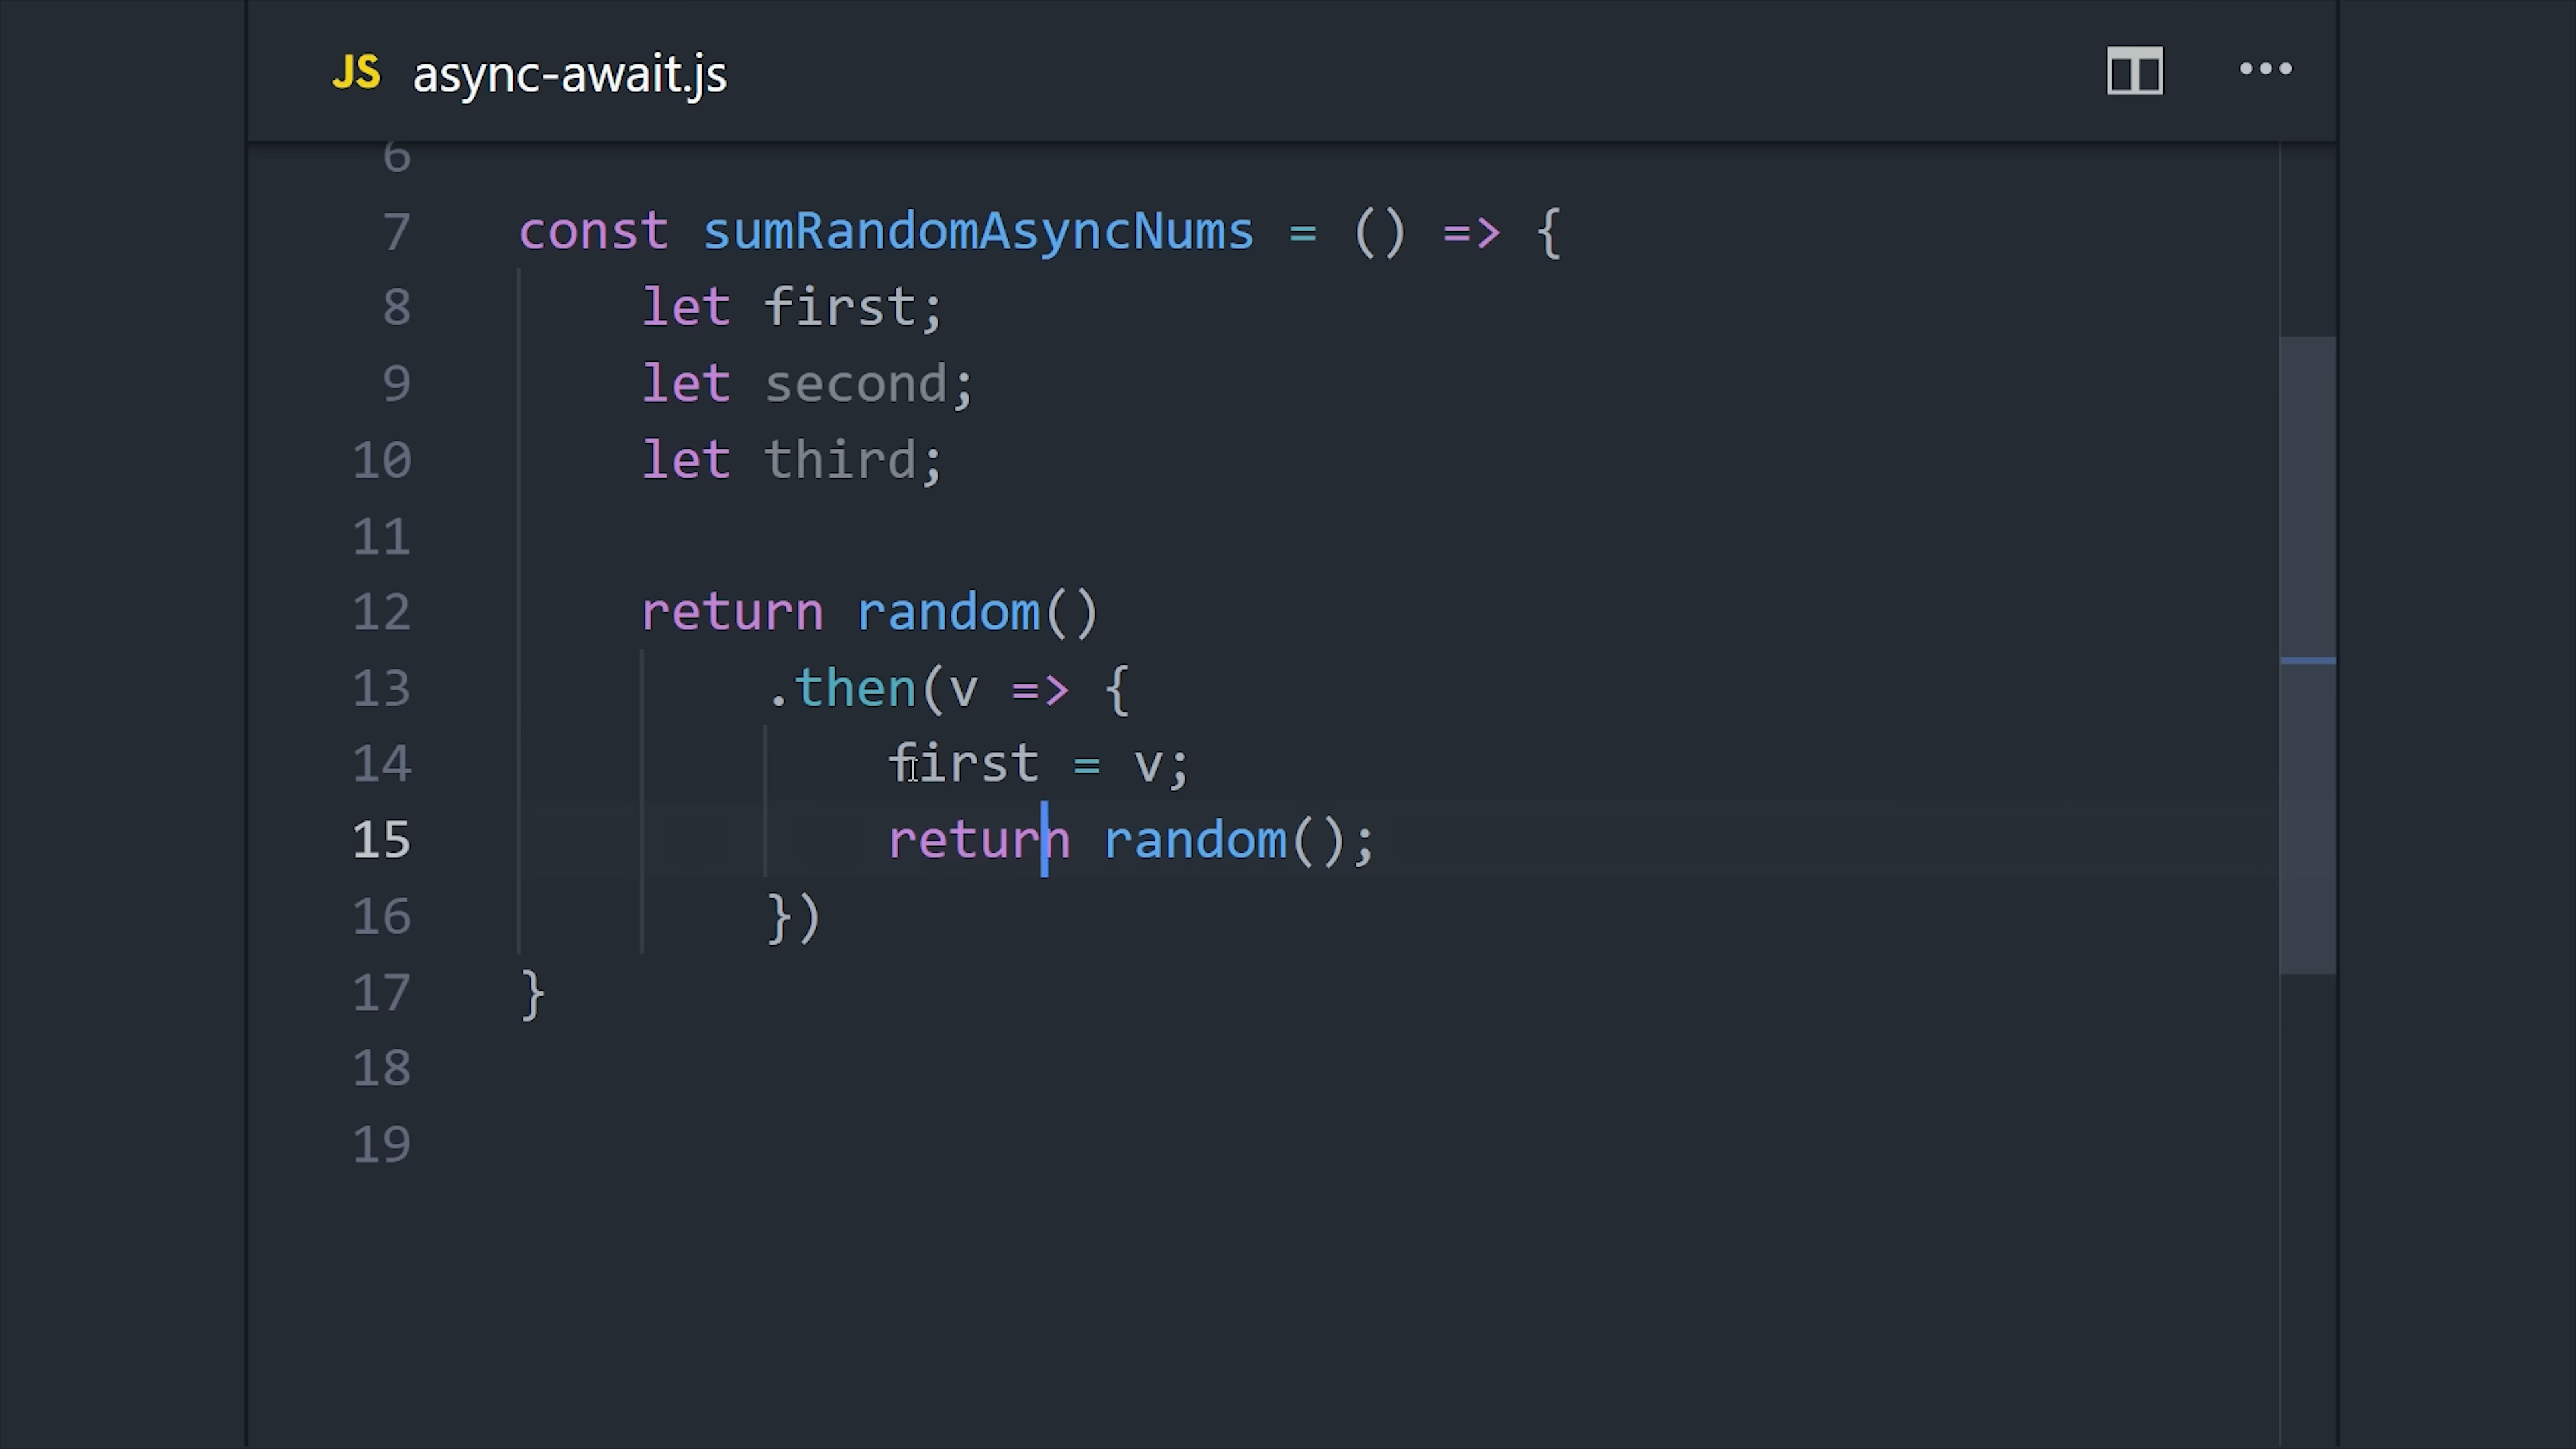 JS async-await.js
6
7 const sumRandomAsyncNums = () => {
8 let first;
9 let second;
10 let third;
11
12 return random()
13 .then(v => {
14 first = v;
15 return random();
16 })
17 }
18
19